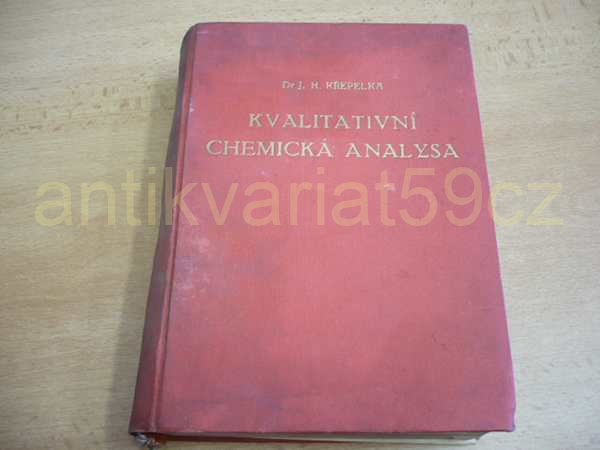 Dr J. H. KŘEPELKA
KVALITATIVNÍ
CHEMICKÁ ANALYSA
antikvariat59cz